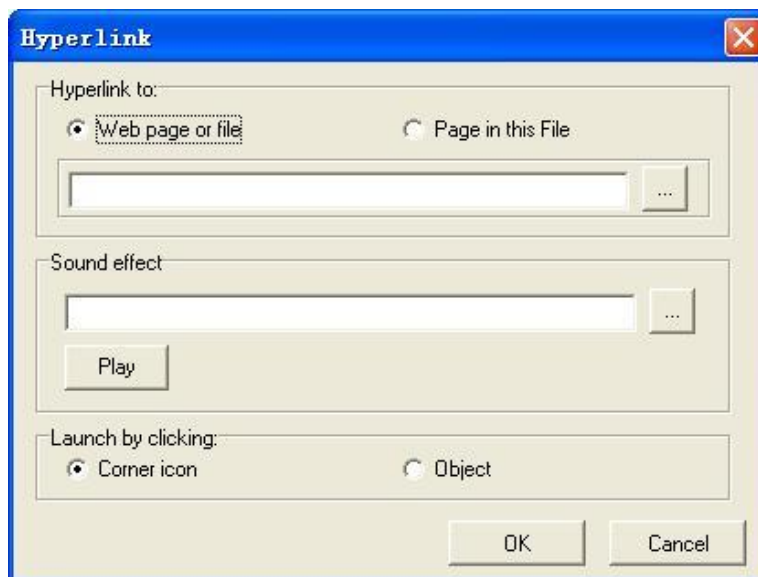 Hyperlink
Hyperlink to:
Web page or file Page in this File
...
Sound effect
...
Play
Launch by clicking:
Corner icon Object
OK Cancel